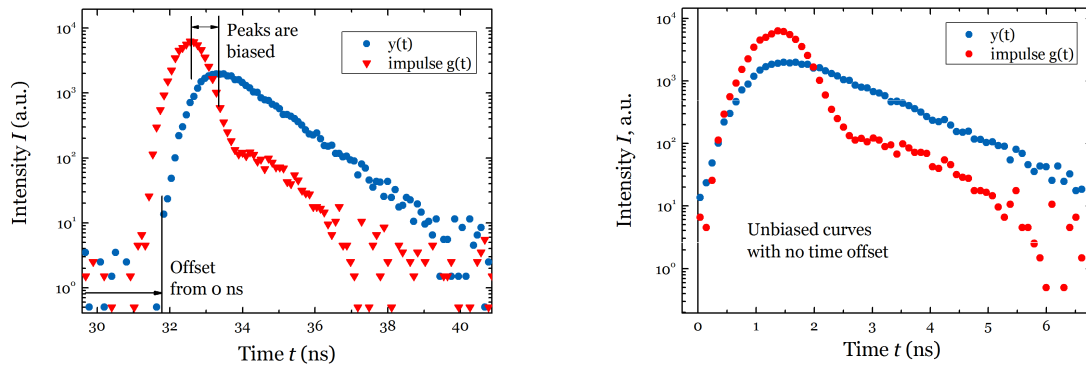 Peaks are
biased
y(t)
impulse g(t)
10⁴
10³
10²
10¹
10⁰
Intensity I (a.u.)
Offset
from 0 ns
30 32 34 36 38 40
Time t (ns)
y(t)
impulse g(t)
10⁴
10³
10²
10¹
10⁰
Intensity I, a.u.
Unbiased curves
with no time offset
0 1 2 3 4 5 6
Time t (ns)